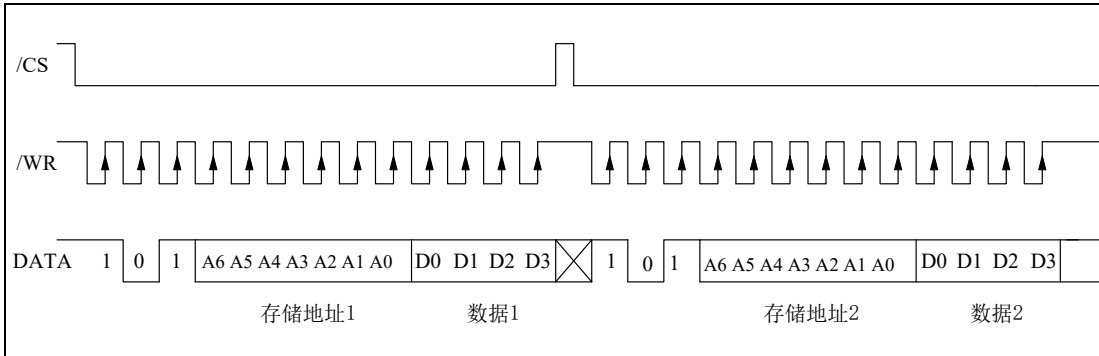 /CS
/WR
DATA 1 0 1 A6 A5 A4 A3 A2 A1 A0 D0 D1 D2 D3 1 0 1 A6 A5 A4 A3 A2 A1 A0 D0 D1 D2 D3
存储地址1 数据1 存储地址2 数据2